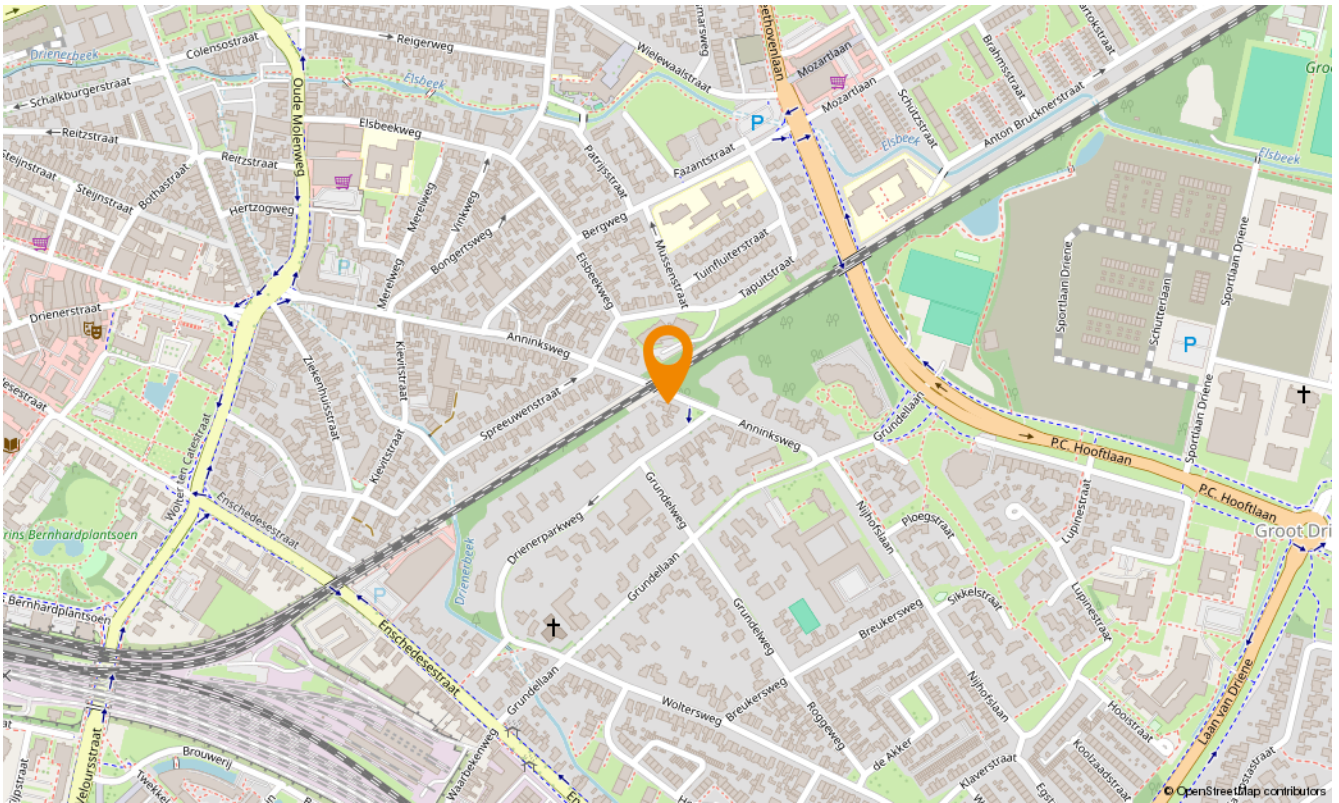 Drienerbeek
Colensostraat
Reigerweg
Elsbeek
Schalkburgerstraat
Oude Molenweg
Wielewaalstraat
Mozartlaan
Mozartlaan
Brahmsstraat
Schützstraat
Anton Brucknerstraat
Elsbeek
Elsbeek
Reitzstraat
Reitzstraat
Elsbeekweg
Steijnstraat
Steijnstraat
Bothastraat
Hertzogweg
Merelweg
Vinkweg
Patrijsstraat
Fazantstraat
P
Bergweg
Bongertsweg
Mussenstraat
Tuinfluiterstraat
Tapuitstraat
Elsbeekweg
Merelweg
P
Drienerstraat
Anninksweg
Kievitstraat
Ziekenhuisstraat
Spreeuwenstraat
Kievitstraat
Sportlaan Driene
Sportlaan Driene
Schutterlaan
P
Sportlaan Driene
Anninksweg
Grundellaan
P.C. Hooftlaan
P.C. Hooftlaan
Wolter ten Catestraat
Enschedesestraat
Grundelweg
Drienerparkweg
Nijhofslaan
Ploegstraat
Lupinestraat
Groot Dri
rins Bernhardplantsoen
s Bernhardplantsoen
Drienerbeek
P
Grundellaan
Sikkelstraat
Lupinestraat
Breukersweg
Grundelweg
Enschedesestraat
Grundellaan
Woltersweg
Breukersweg
Nijhofslaan
Roggeweg
Hooistraat
Laan van Driene
de Akker
Koolzaadstraat
Klaverstraat
Brouwerij
Waarbekenweg
© OpenStreetMap contributors